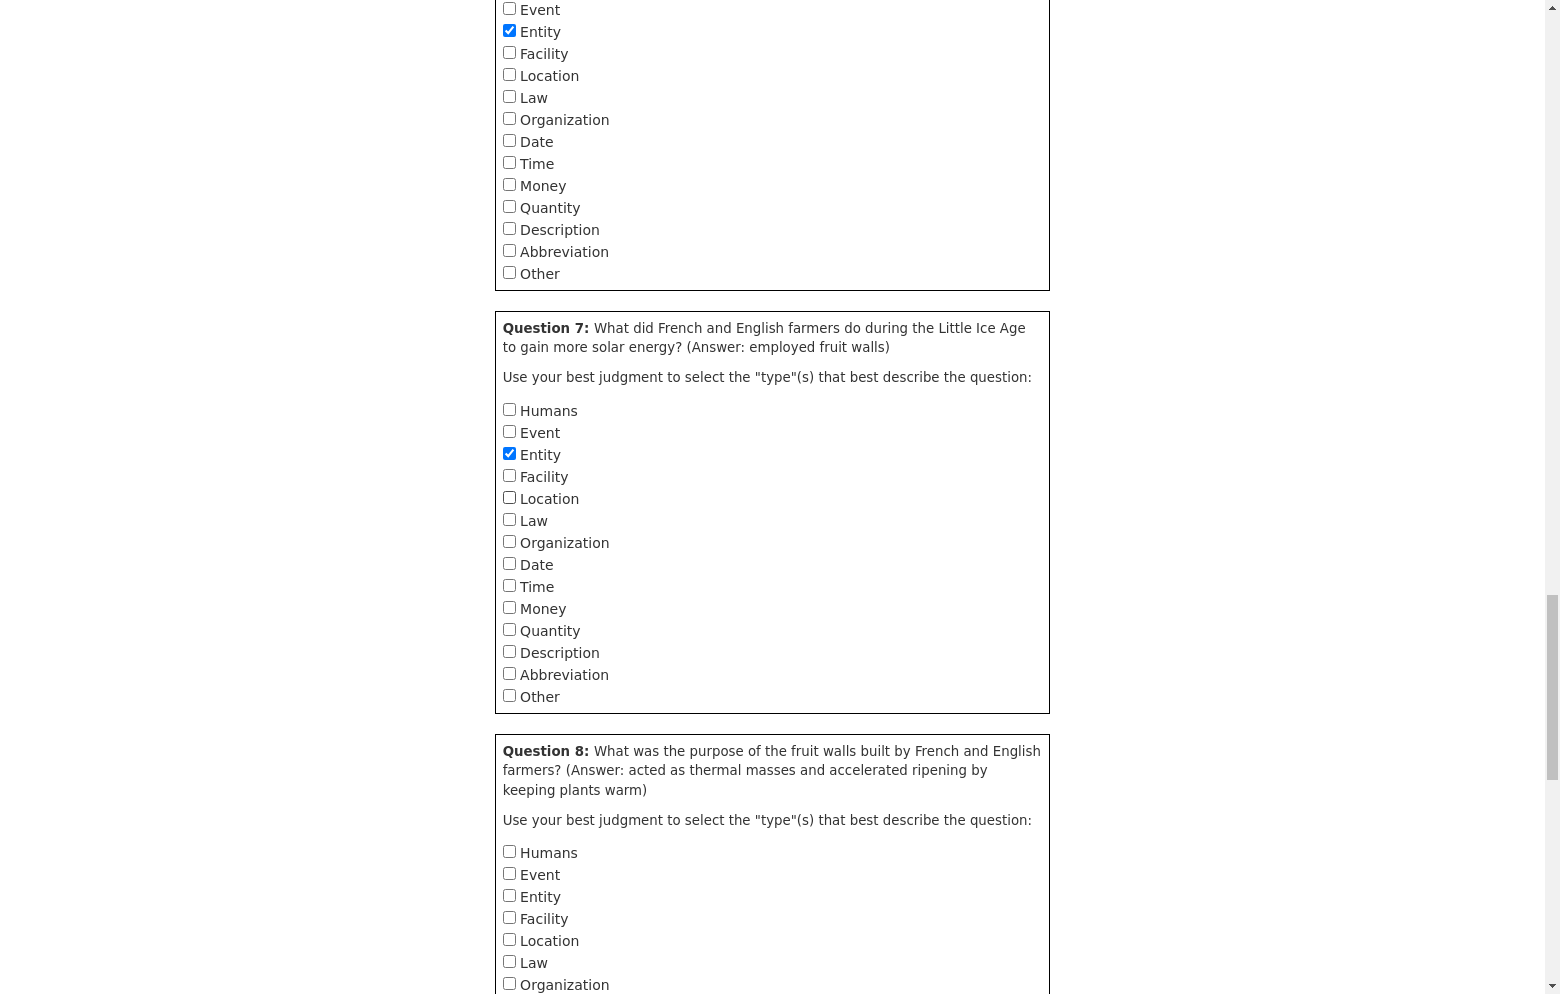 Event
Entity
Facility
Location
Law
Organization
Date
Time
Money
Quantity
Description
Abbreviation
Other
Question 7: What did French and English farmers do during the Little Ice Age
to gain more solar energy? (Answer: employed fruit walls)
Use your best judgment to select the "type"(s) that best describe the question:
Humans
Event
Entity
Facility
Location
Law
Organization
Date
Time
Money
Quantity
Description
Abbreviation
Other
Question 8: What was the purpose of the fruit walls built by French and English
farmers? (Answer: acted as thermal masses and accelerated ripening by
keeping plants warm)
Use your best judgment to select the "type"(s) that best describe the question:
Humans
Event
Entity
Facility
Location
Law
Organization